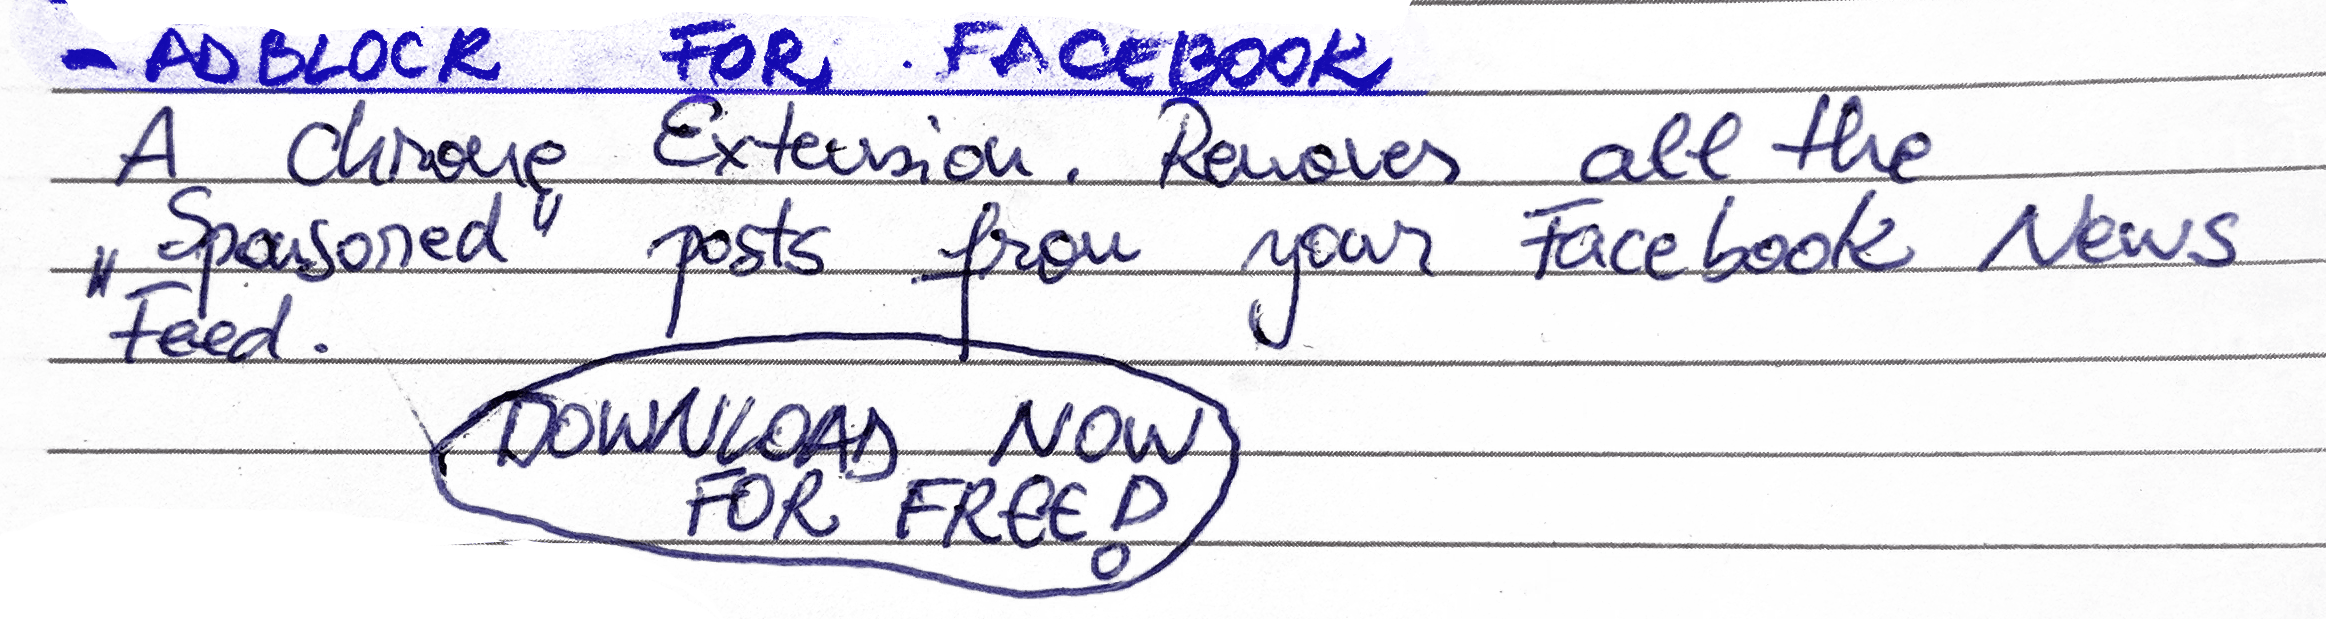 - ADBLOCK FOR FACEBOOK
A Chrome Extension. Removes all the
„Sponsored" posts from your Facebook News
Feed.
DOWNLOAD NOW
FOR FREE!